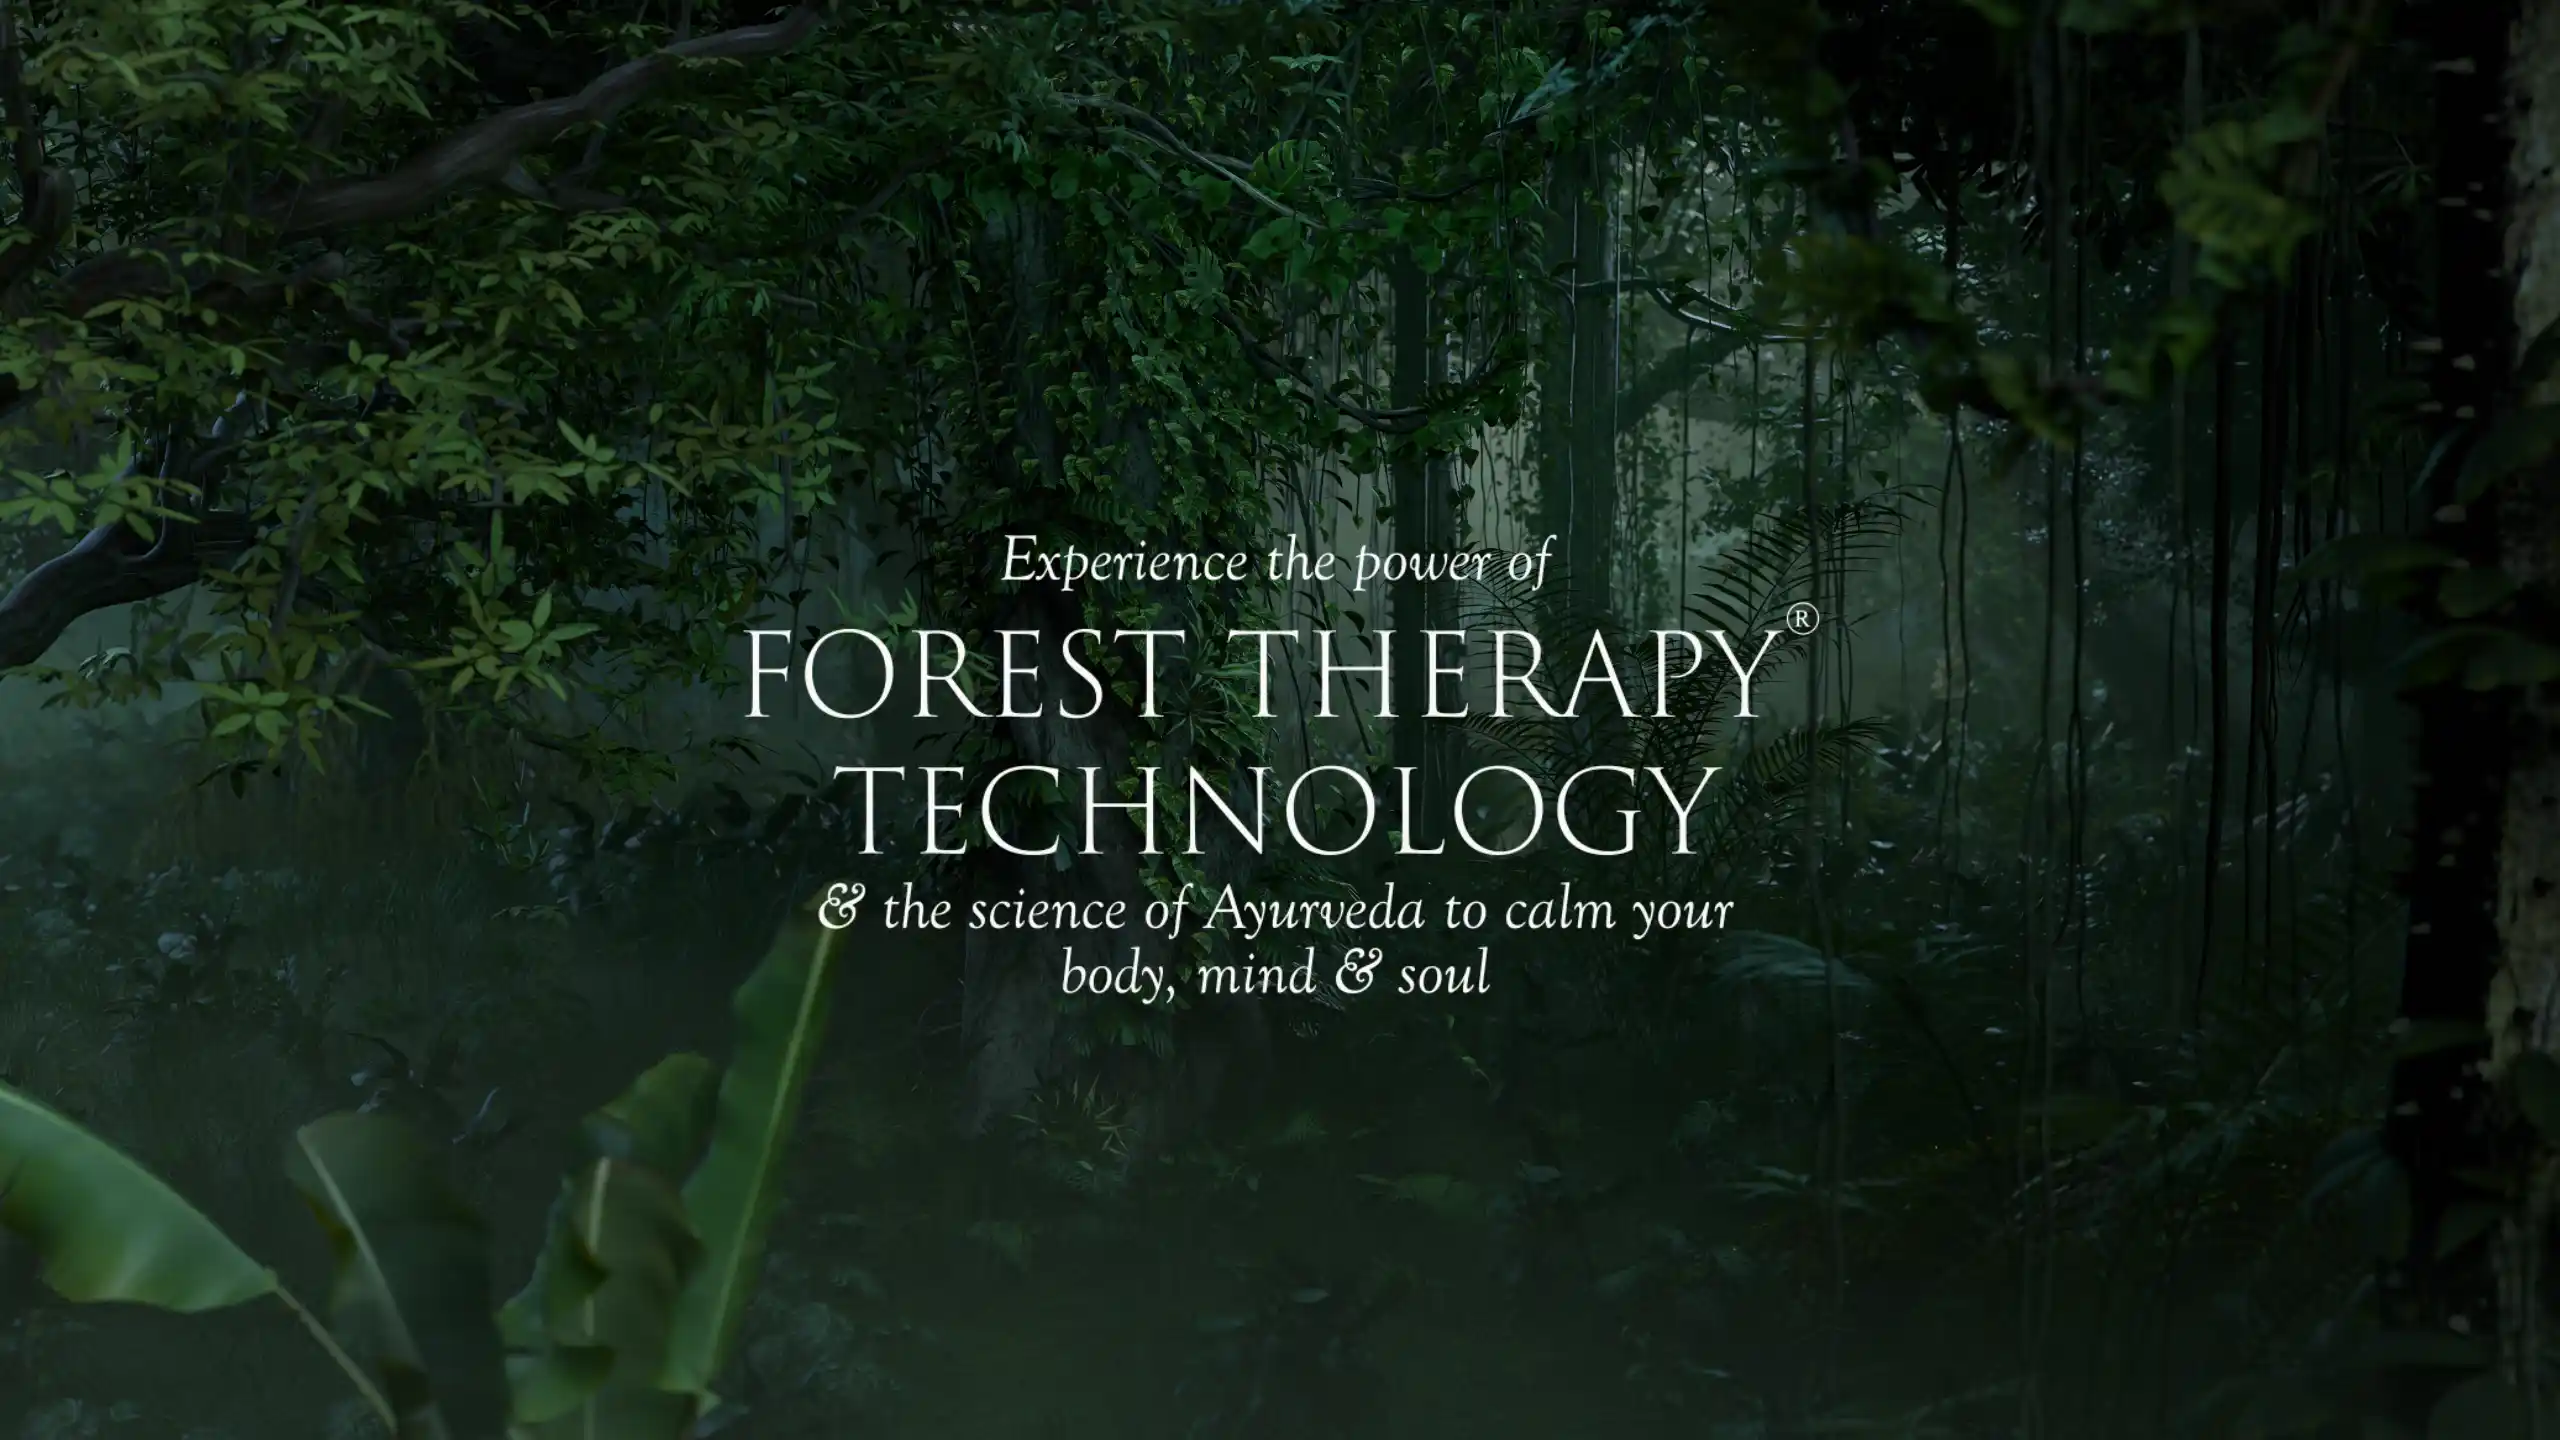 Experience the power of
FOREST THERAPY®
TECHNOLOGY
& the science of Ayurveda to calm your
body, mind & soul